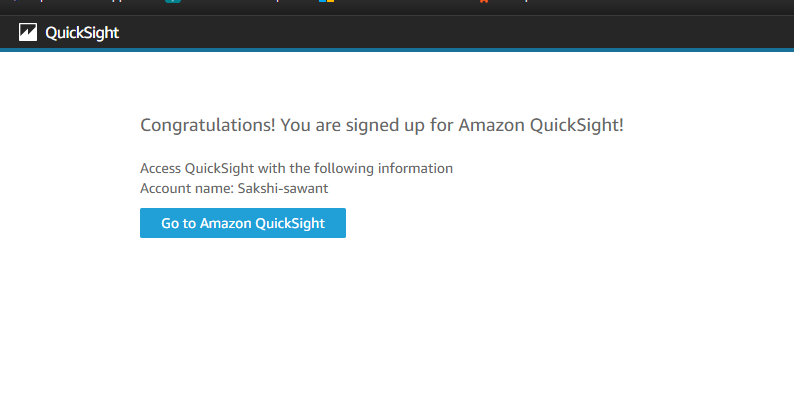 QuickSight
Congratulations! You are signed up for Amazon QuickSight!
Access QuickSight with the following information
Account name: Sakshi-sawant
Go to Amazon QuickSight